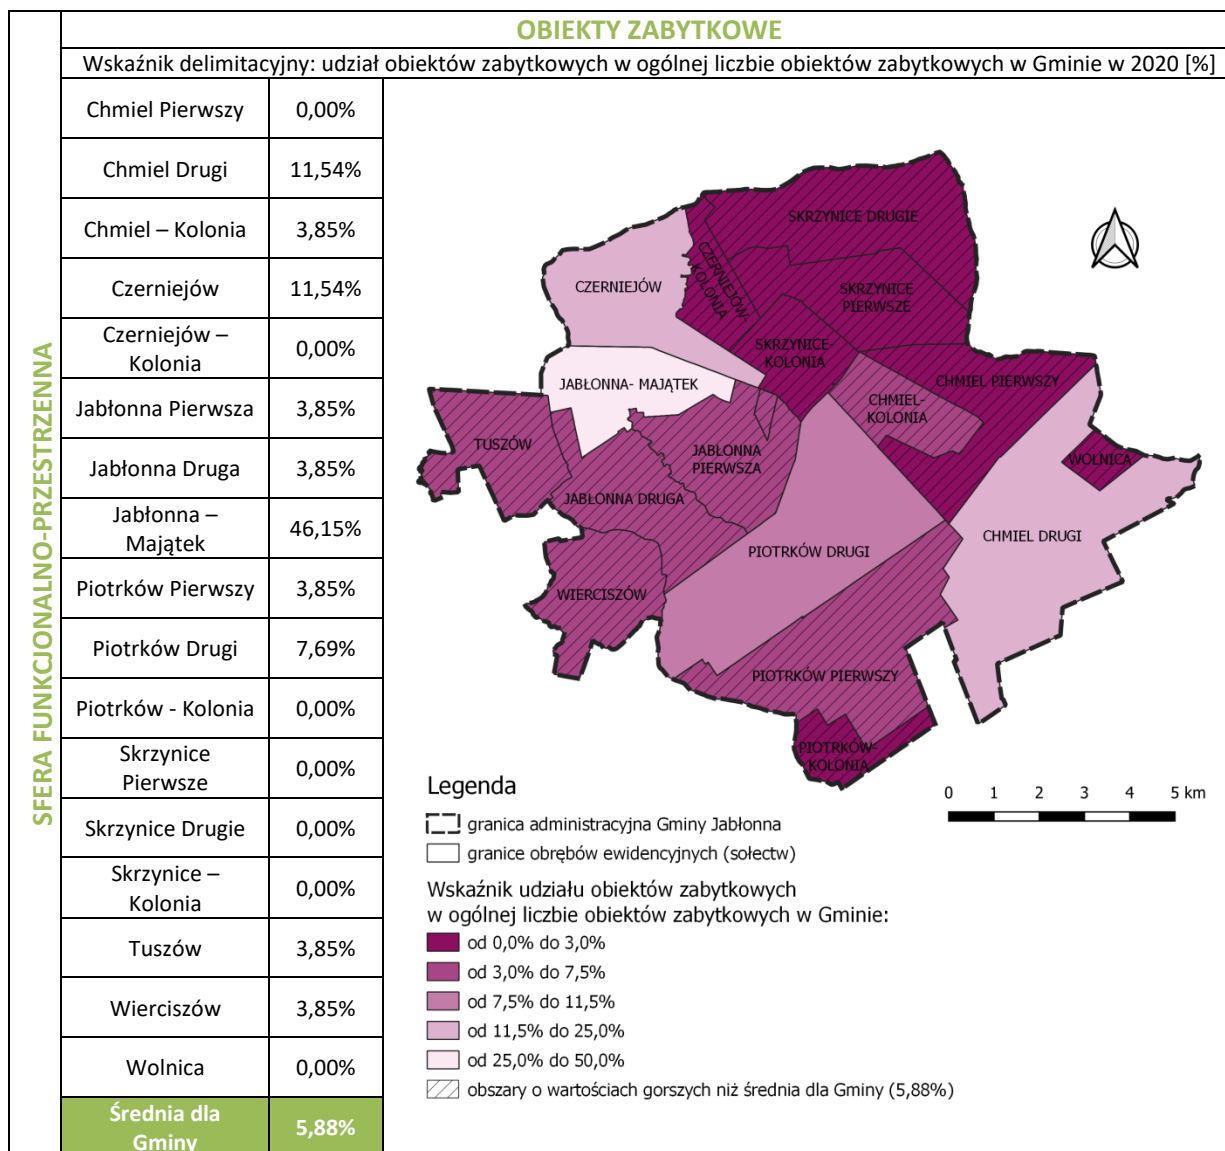 OBIEKTY ZABYTKOWE
Wskaźnik delimitacyjny: udział obiektów zabytkowych w ogólnej liczbie obiektów zabytkowych w Gminie w 2020 [%]
SFERA FUNKCJONALNO-PRZESTRZENNA
Chmiel Pierwszy 0,00%
Chmiel Drugi 11,54%
Chmiel – Kolonia 3,85%
Czerniejów 11,54%
Czerniejów –
Kolonia 0,00%
Jabłonna Pierwsza 3,85%
Jabłonna Druga 3,85%
Jabłonna –
Majątek 46,15%
Piotrków Pierwszy 3,85%
Piotrków Drugi 7,69%
Piotrków - Kolonia 0,00%
Skrzynice
Pierwsze 0,00%
Skrzynice Drugie 0,00%
Skrzynice –
Kolonia 0,00%
Tuszów 3,85%
Wierciszów 3,85%
Wolnica 0,00%
Średnia dla
Gminy 5,88%
SKRZYNICE DRUGIE
CZERNIEJÓW-
KOLONIA
CZERNIEJÓW
SKRZYNICE
PIERWSZE
SKRZYNICE-
KOLONIA
JABŁONNA- MAJĄTEK
CHMIEL PIERWSZY
CHMIEL-
KOLONIA
TUSZÓW
JABŁONNA
PIERWSZA
WOLNICA
JABŁONNA DRUGA
CHMIEL DRUGI
PIOTRKÓW DRUGI
WIERCISZÓW
PIOTRKÓW PIERWSZY
PIOTRKÓW-
KOLONIA
0 1 2 3 4 5 km
Legenda
granica administracyjna Gminy Jabłonna
granice obrębów ewidencyjnych (sołectw)
Wskaźnik udziału obiektów zabytkowych
w ogólnej liczbie obiektów zabytkowych w Gminie:
od 0,0% do 3,0%
od 3,0% do 7,5%
od 7,5% do 11,5%
od 11,5% do 25,0%
od 25,0% do 50,0%
obszary o wartościach gorszych niż średnia dla Gminy (5,88%)